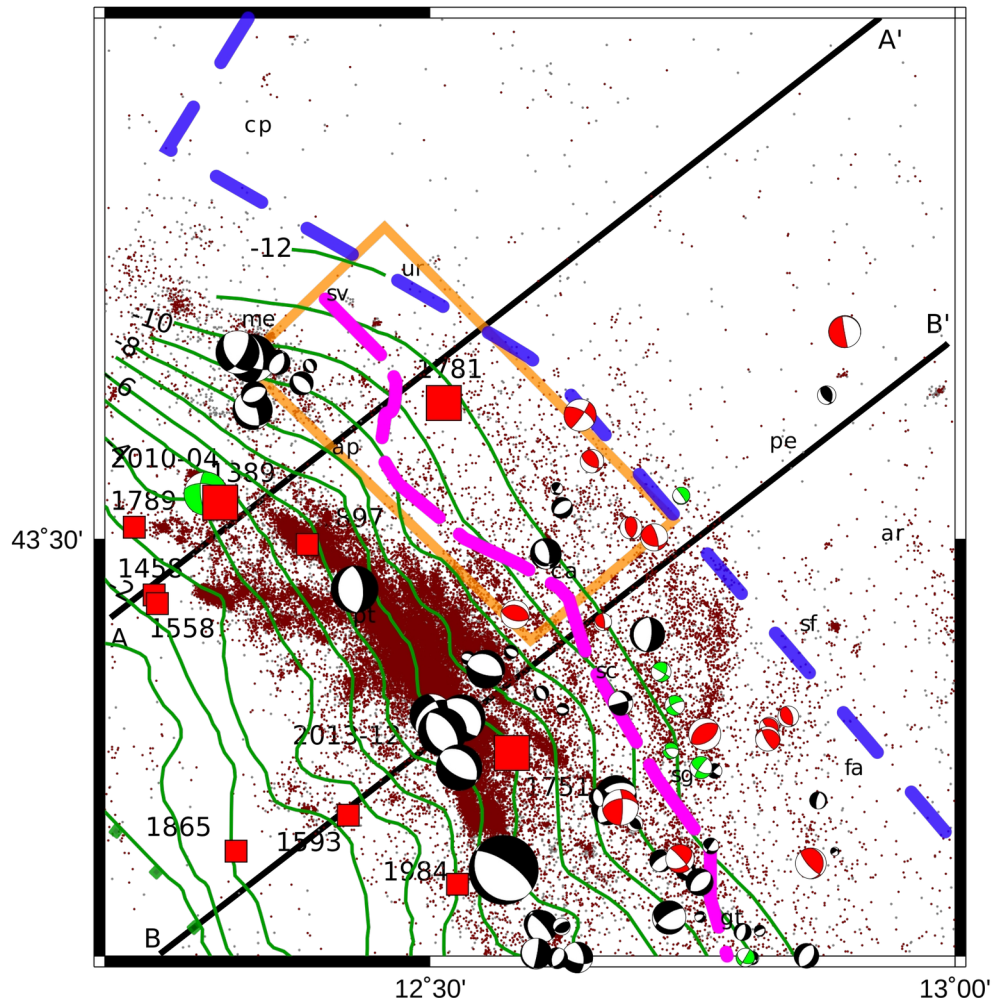 A'
cp
-12
ur
sv
-10
me
B'
-8
1781
6
pe
ap
2010-04
1389
1789
897
43°30'
ar
1458
ca
pt
A
1558
sf
sc
2013-12
fa
sg
1751
1865
1593
1984
gt
B
12°30'
13°00'